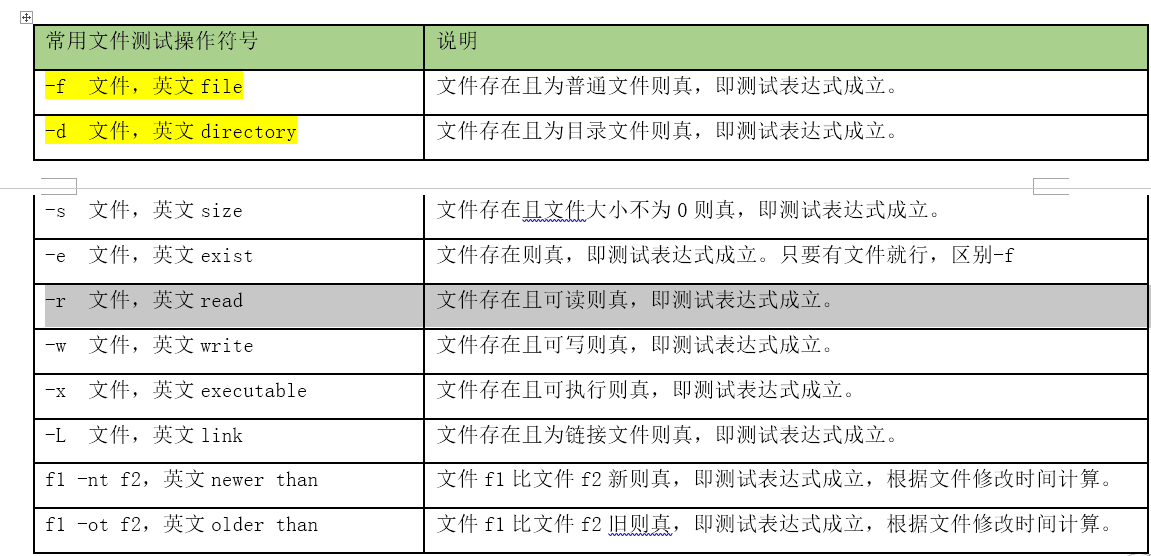 常用文件测试操作符号 说明
-f 文件，英文 file 文件存在且为普通文件则真，即测试表达式成立。
-d 文件，英文 directory 文件存在且为目录文件则真，即测试表达式成立。
-s 文件，英文 size 文件存在且文件大小不为 0 则真，即测试表达式成立。
-e 文件，英文 exist 文件存在则真，即测试表达式成立。只要有文件就行，区别-f
-r 文件，英文 read 文件存在且可读则真，即测试表达式成立。
-w 文件，英文 write 文件存在且可写则真，即测试表达式成立。
-x 文件，英文 executable 文件存在且可执行则真，即测试表达式成立。
-L 文件，英文 link 文件存在且为链接文件则真，即测试表达式成立。
f1 -nt f2，英文 newer than 文件 f1 比文件 f2 新则真，即测试表达式成立，根据文件修改时间计算。
f1 -ot f2，英文 older than 文件 f1 比文件 f2 旧则真，即测试表达式成立，根据文件修改时间计算。